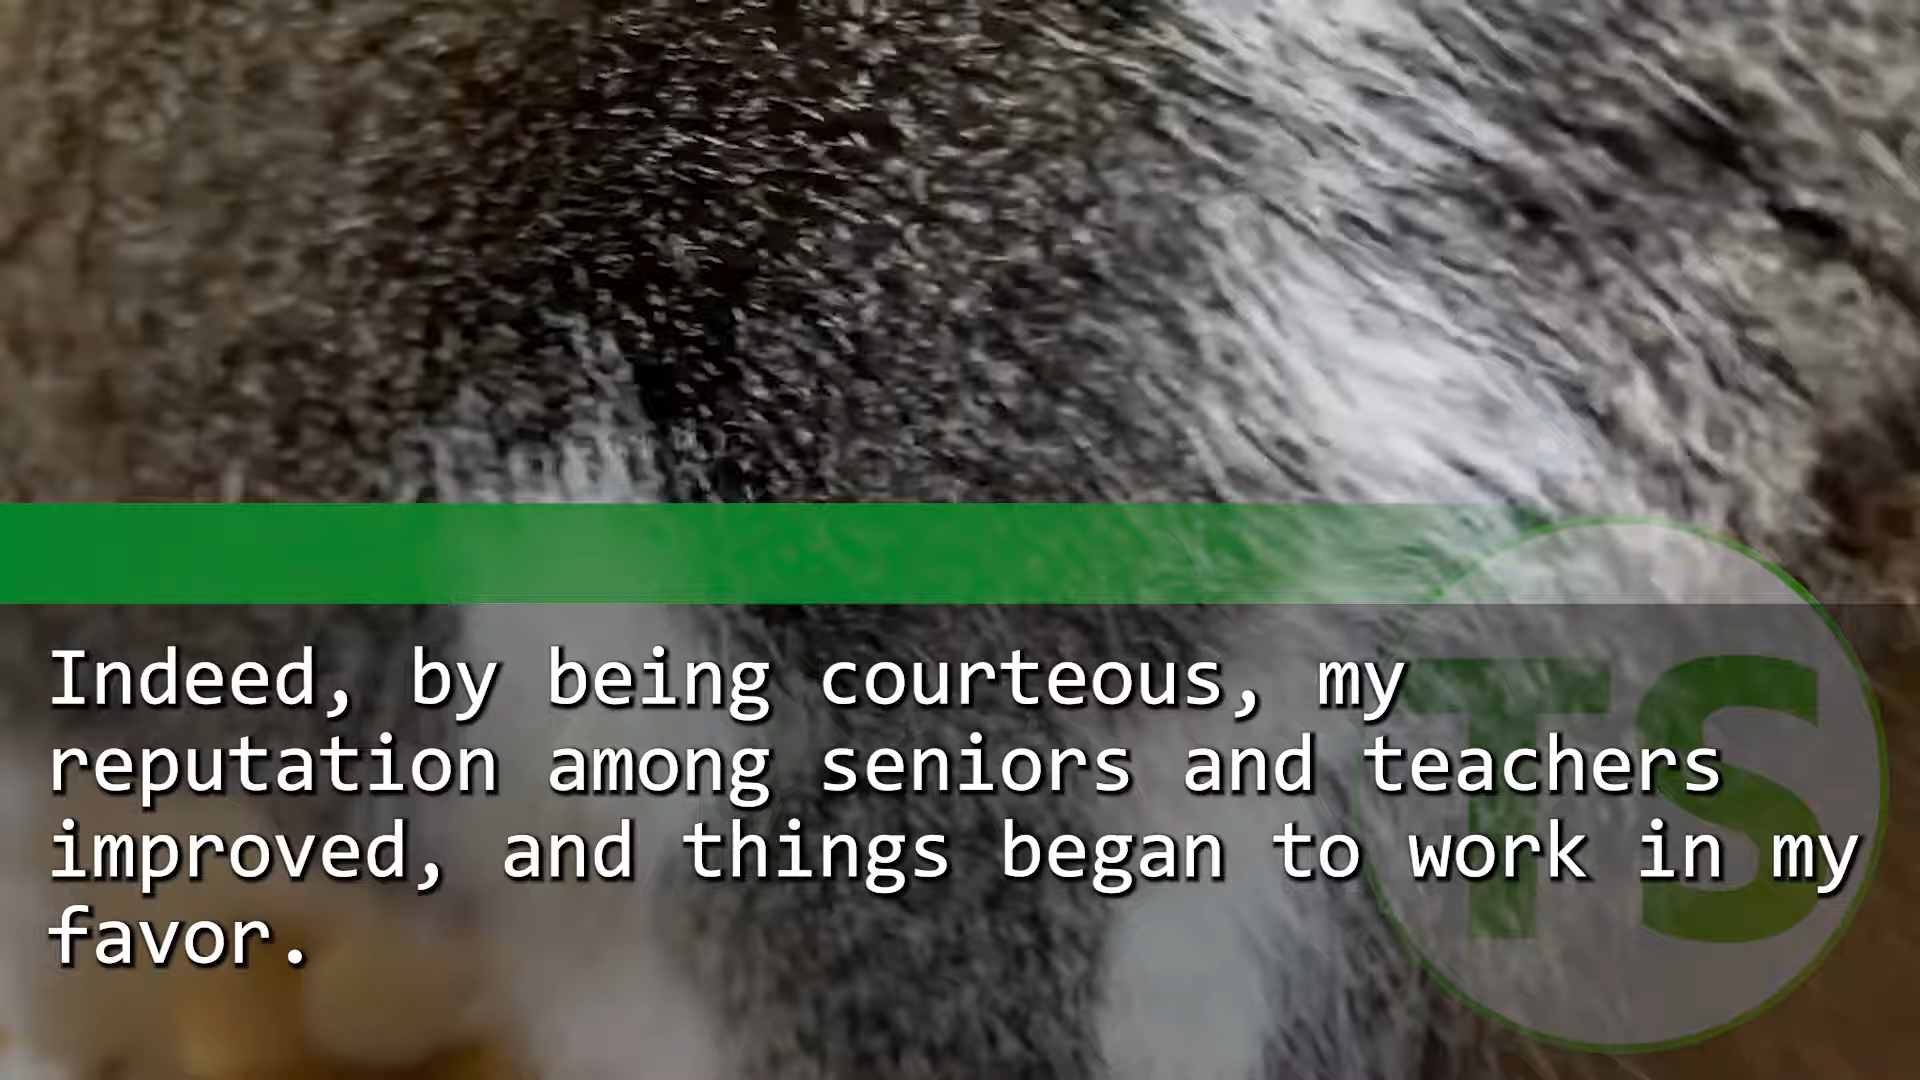 Indeed, by being courteous, my
reputation among seniors and teachers
improved, and things began to work in my
favor.
TS